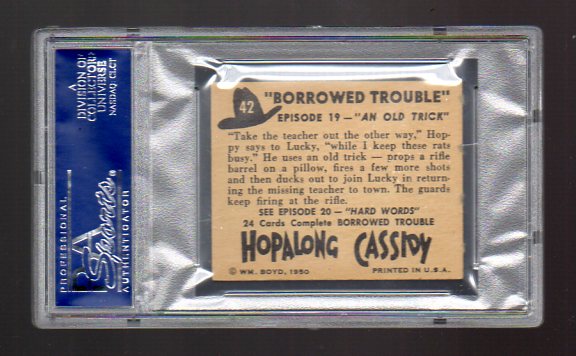 42
"BORROWED TROUBLE"
EPISODE 19 — "AN OLD TRICK"
"Take the teacher out the other way," Hop-
py says to Lucky, "while I keep these rats
busy." He uses an old trick — props a rifle
barrel on a pillow, fires a few more shots
and then ducks out to join Lucky in return-
ing the missing teacher to town. The guards
keep firing at the rifle.
SEE EPISODE 20 — "HARD WORDS"
24 Cards Complete BORROWED TROUBLE
HOPALONG CASSIDY
© WM. BOYD, 1950 PRINTED IN U.S.A.
PROFESSIONAL
PSA
Sports
AUTHENTICATOR
A
DIVISION OF
COLLECTORS
UNIVERSE
NASDAQ: CLCT